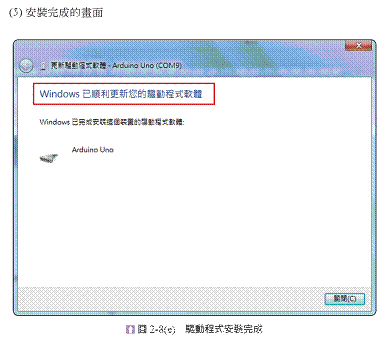 (5) 安裝完成的畫面
更新驅動程式軟體 - Arduino Uno (COM9)
Windows 已順利更新您的驅動程式軟體
Windows 已完成安裝這個裝置的驅動程式軟體:
Arduino Uno
關閉(C)
圖 2-8(e) 驅動程式安裝完成